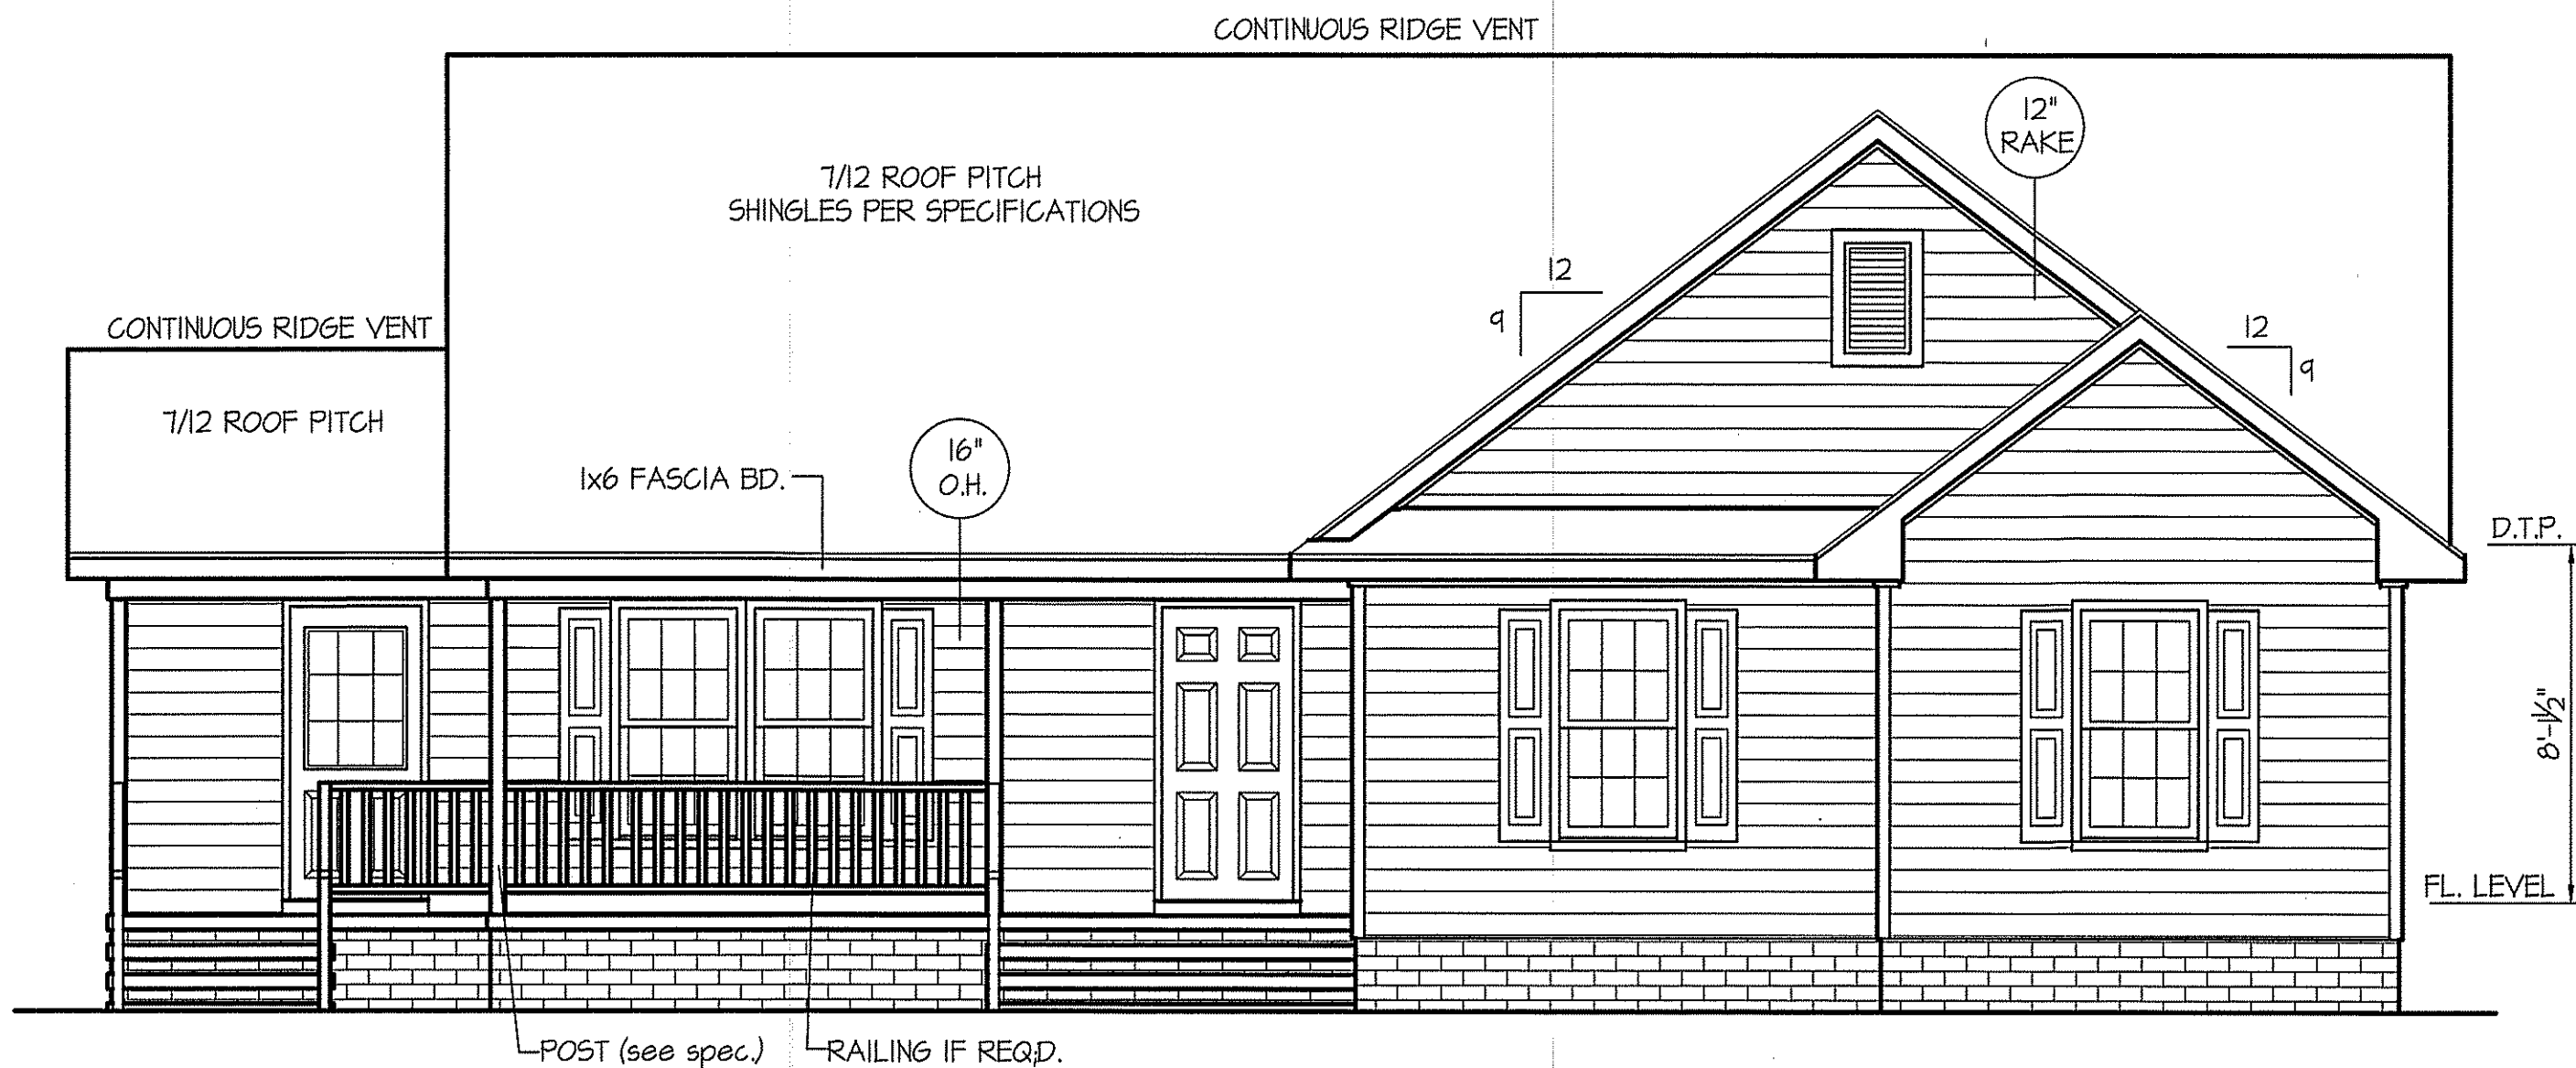 CONTINUOUS RIDGE VENT
12"
RAKE
7/12 ROOF PITCH
SHINGLES PER SPECIFICATIONS
12
9
CONTINUOUS RIDGE VENT
12
9
7/12 ROOF PITCH
16"
O.H.
1x6 FASCIA BD.
D.T.P.
8'-1½"
FL. LEVEL
POST (see spec.)
RAILING IF REQ;D.